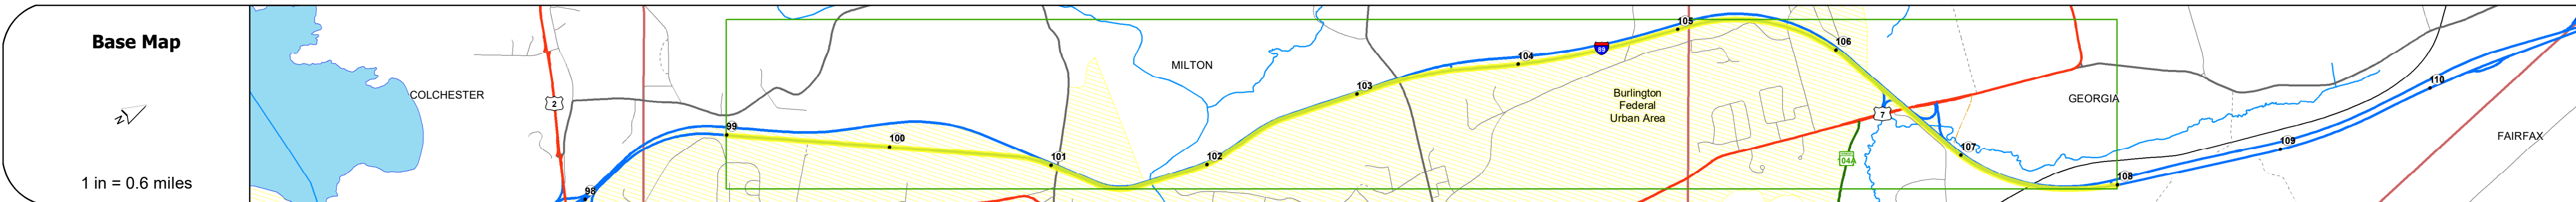 Base Map
N
1 in = 0.6 miles
COLCHESTER
2
98
99
100
101
MILTON
102
103
104
89
105
Burlington
Federal
Urban Area
106
7
104A
107
GEORGIA
108
109
110
FAIRFAX